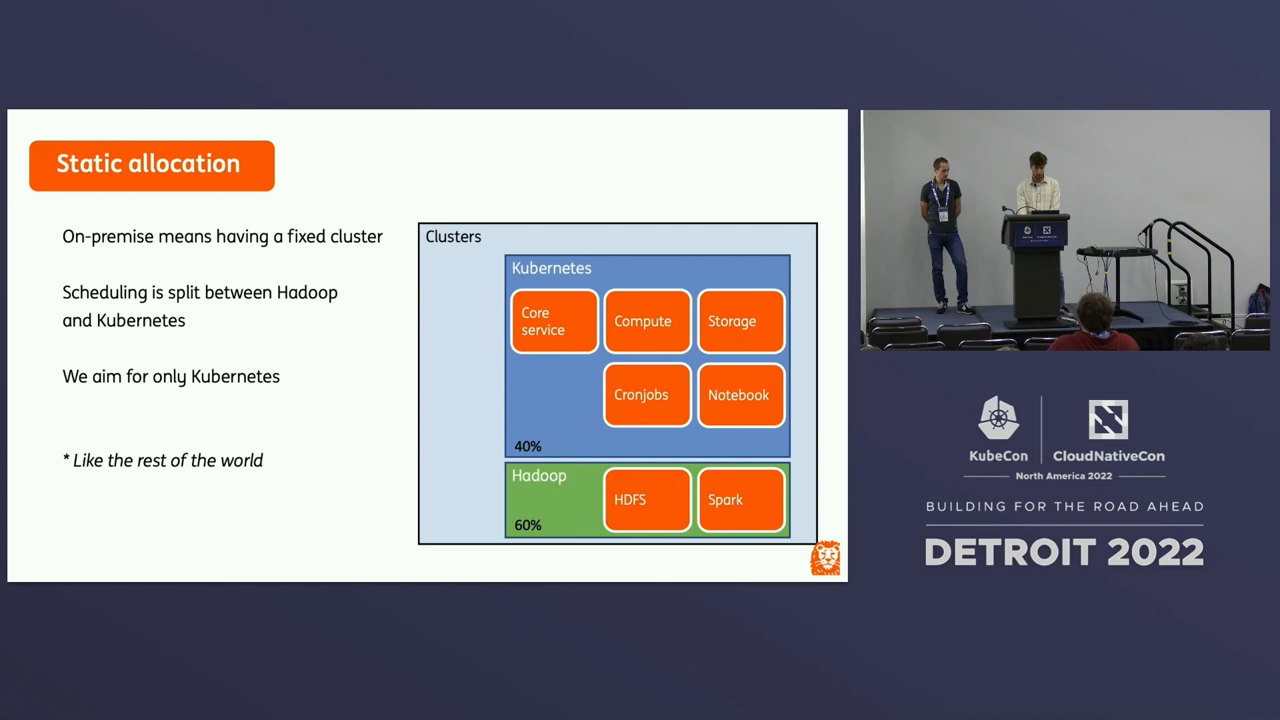 Static allocation
On-premise means having a fixed cluster
Scheduling is split between Hadoop
and Kubernetes
We aim for only Kubernetes
* Like the rest of the world
Clusters
Kubernetes
Core
service
Compute
Storage
Cronjobs
Notebook
40%
Hadoop
HDFS
Spark
60%
KubeCon
CloudNativeCon
North America 2022
BUILDING FOR THE ROAD AHEAD
DETROIT 2022